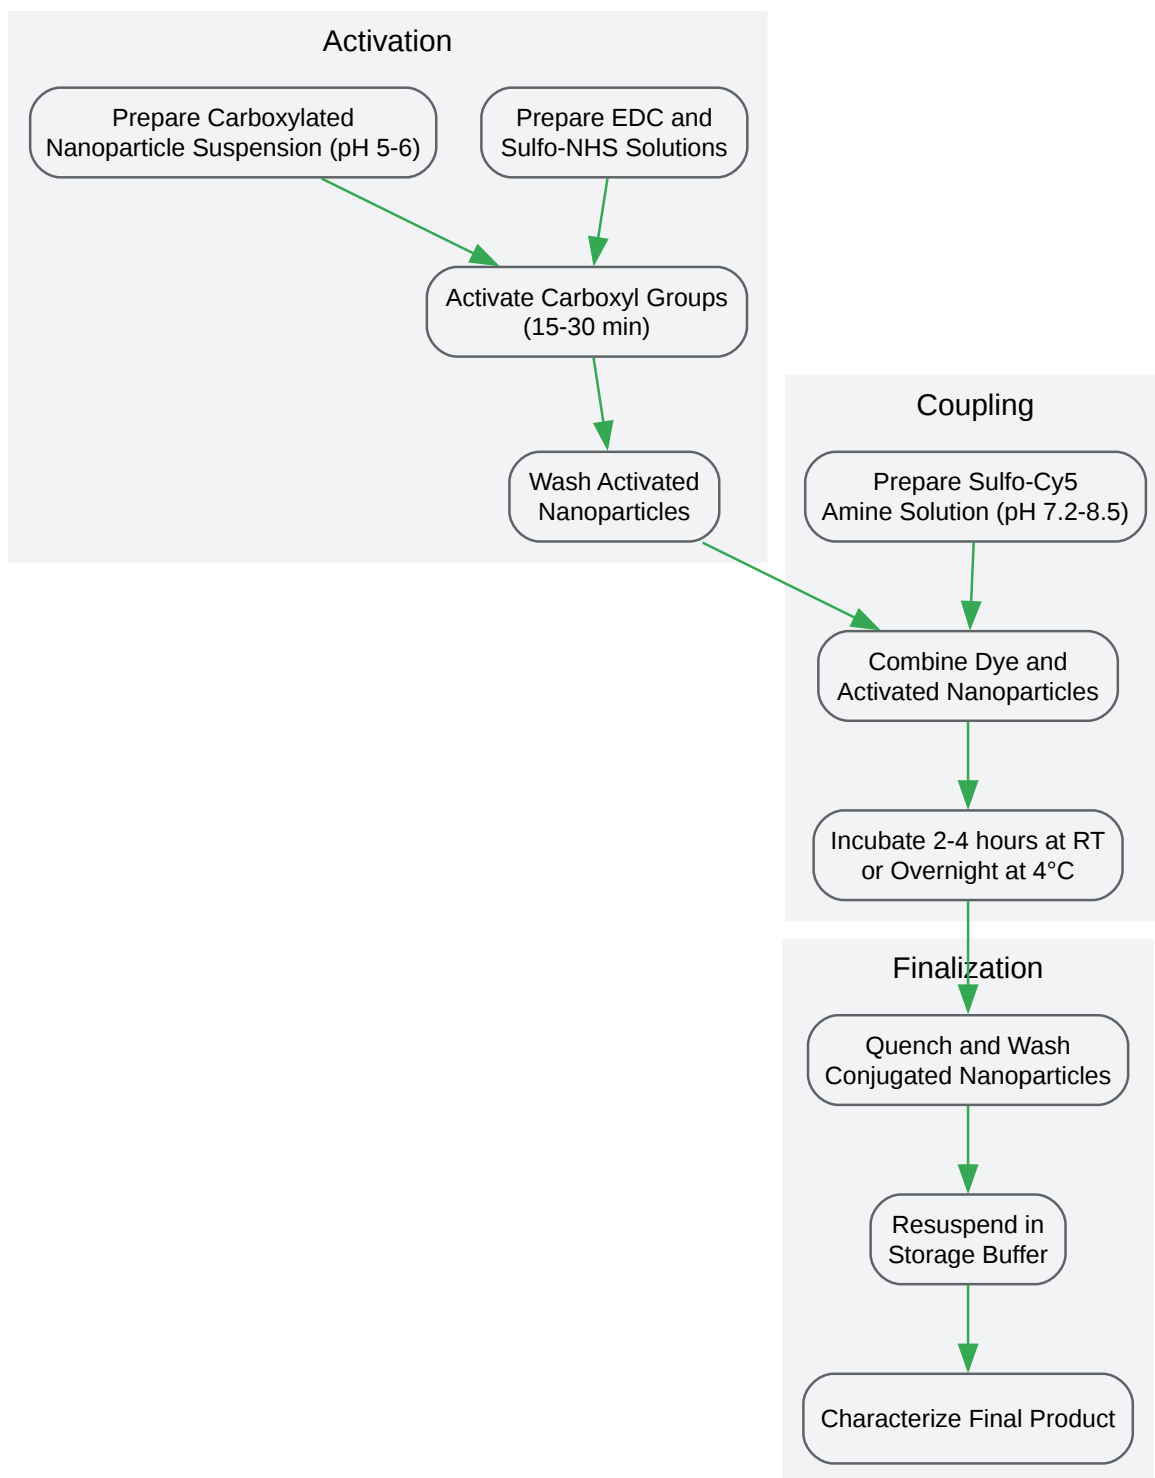 Activation
Prepare Carboxylated
Nanoparticle Suspension (pH 5-6)
Prepare EDC and
Sulfo-NHS Solutions
Activate Carboxyl Groups
(15-30 min)
Wash Activated
Nanoparticles
Coupling
Prepare Sulfo-Cy5
Amine Solution (pH 7.2-8.5)
Combine Dye and
Activated Nanoparticles
Incubate 2-4 hours at RT
or Overnight at 4°C
Finalization
Quench and Wash
Conjugated Nanoparticles
Resuspend in
Storage Buffer
Characterize Final Product